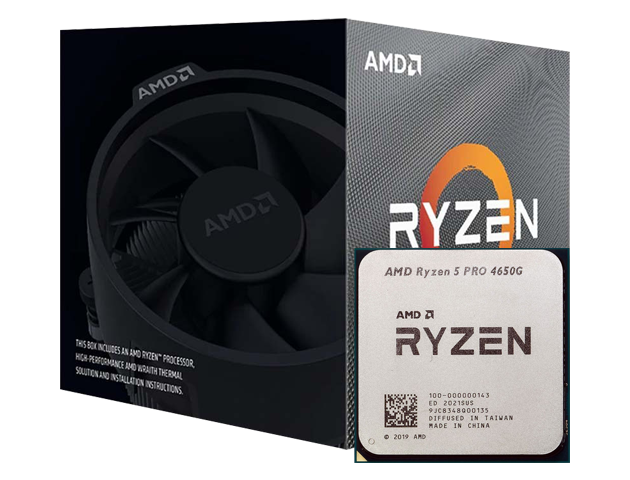 AMD
AMD
THIS BOX INCLUDES AN AMD RYZEN™ PROCESSOR,
HIGH-PERFORMANCE AMD WRAITH THERMAL
SOLUTION AND INSTALLATION INSTRUCTIONS.
AMD
RYZEN
AMD Ryzen 5 PRO 4650G
AMD
RYZEN
100-000000143
ED 2021SUS
9JC8348Q00135
DIFFUSED IN TAIWAN
MADE IN CHINA
© 2019 AMD